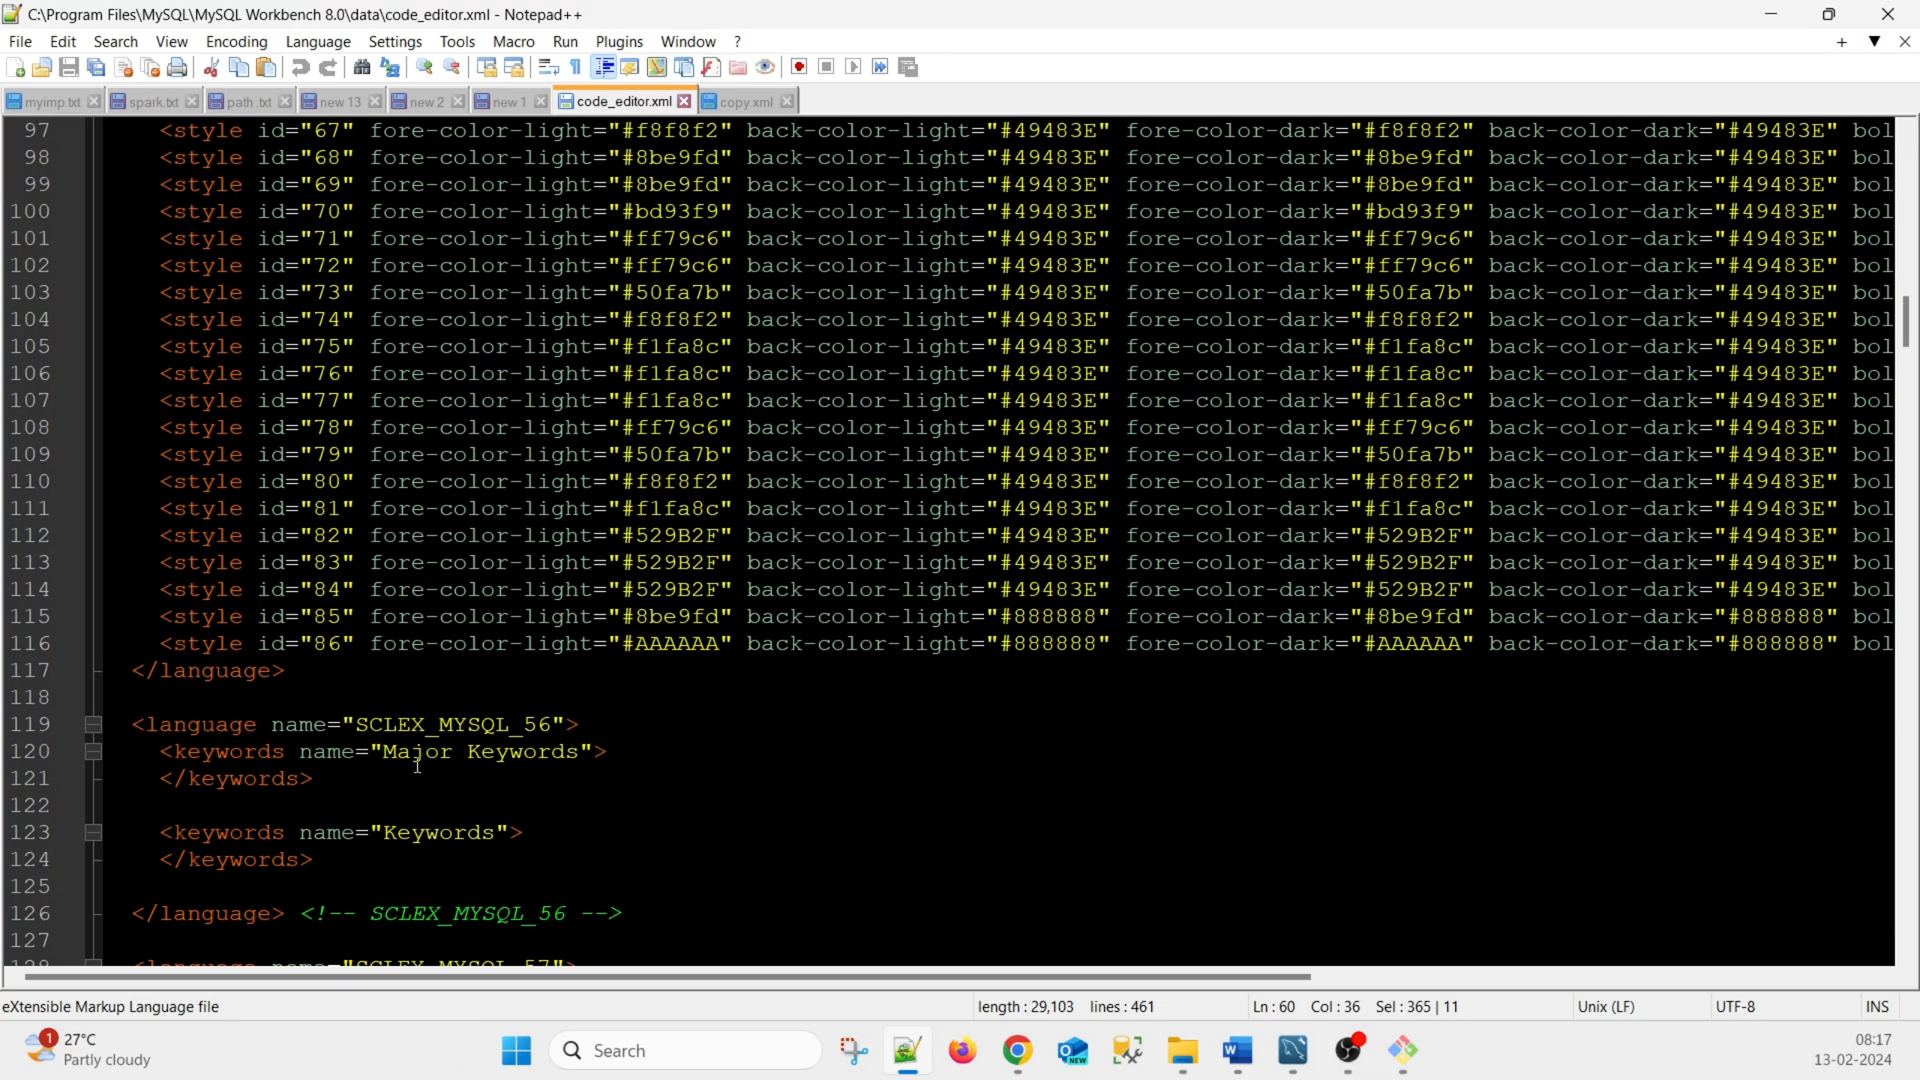 C:\Program Files\MySQL\MySQL Workbench 8.0\data\code_editor.xml - Notepad++
File Edit Search View Encoding Language Settings Tools Macro Run Plugins Window ?
myimp.txt spark.txt path .txt new 13 new 2 new 1 code_editor.xml copy.xml
97 <style id="67" fore-color-light="#f8f8f2" back-color-light="#49483E" fore-color-dark="#f8f8f2" back-color-dark="#49483E" bol
98 <style id="68" fore-color-light="#8be9fd" back-color-light="#49483E" fore-color-dark="#8be9fd" back-color-dark="#49483E" bol
99 <style id="69" fore-color-light="#8be9fd" back-color-light="#49483E" fore-color-dark="#8be9fd" back-color-dark="#49483E" bol
100 <style id="70" fore-color-light="#bd93f9" back-color-light="#49483E" fore-color-dark="#bd93f9" back-color-dark="#49483E" bol
101 <style id="71" fore-color-light="#ff79c6" back-color-light="#49483E" fore-color-dark="#ff79c6" back-color-dark="#49483E" bol
102 <style id="72" fore-color-light="#ff79c6" back-color-light="#49483E" fore-color-dark="#ff79c6" back-color-dark="#49483E" bol
103 <style id="73" fore-color-light="#50fa7b" back-color-light="#49483E" fore-color-dark="#50fa7b" back-color-dark="#49483E" bol
104 <style id="74" fore-color-light="#f8f8f2" back-color-light="#49483E" fore-color-dark="#f8f8f2" back-color-dark="#49483E" bol
105 <style id="75" fore-color-light="#f1fa8c" back-color-light="#49483E" fore-color-dark="#f1fa8c" back-color-dark="#49483E" bol
106 <style id="76" fore-color-light="#f1fa8c" back-color-light="#49483E" fore-color-dark="#f1fa8c" back-color-dark="#49483E" bol
107 <style id="77" fore-color-light="#f1fa8c" back-color-light="#49483E" fore-color-dark="#f1fa8c" back-color-dark="#49483E" bol
108 <style id="78" fore-color-light="#ff79c6" back-color-light="#49483E" fore-color-dark="#ff79c6" back-color-dark="#49483E" bol
109 <style id="79" fore-color-light="#50fa7b" back-color-light="#49483E" fore-color-dark="#50fa7b" back-color-dark="#49483E" bol
110 <style id="80" fore-color-light="#f8f8f2" back-color-light="#49483E" fore-color-dark="#f8f8f2" back-color-dark="#49483E" bol
111 <style id="81" fore-color-light="#f1fa8c" back-color-light="#49483E" fore-color-dark="#f1fa8c" back-color-dark="#49483E" bol
112 <style id="82" fore-color-light="#529B2F" back-color-light="#49483E" fore-color-dark="#529B2F" back-color-dark="#49483E" bol
113 <style id="83" fore-color-light="#529B2F" back-color-light="#49483E" fore-color-dark="#529B2F" back-color-dark="#49483E" bol
114 <style id="84" fore-color-light="#529B2F" back-color-light="#49483E" fore-color-dark="#529B2F" back-color-dark="#49483E" bol
115 <style id="85" fore-color-light="#8be9fd" back-color-light="#888888" fore-color-dark="#8be9fd" back-color-dark="#888888" bol
116 <style id="86" fore-color-light="#AAAAAA" back-color-light="#888888" fore-color-dark="#AAAAAA" back-color-dark="#888888" bol
117 </language>
118
119 <language name="SCLEX_MYSQL_56">
120 <keywords name="Major Keywords">
121 </keywords>
122
123 <keywords name="Keywords">
124 </keywords>
125
126 </language> <!-- SCLEX_MYSQL_56 -->
127
128 <language name="SCLEX_MYSQL_57">
eXtensible Markup Language file length : 29,103 lines : 461 Ln : 60 Col : 36 Sel : 365 | 11 Unix (LF) UTF-8 INS
1 27°C
Partly cloudy
Search
NEW
08:17
13-02-2024